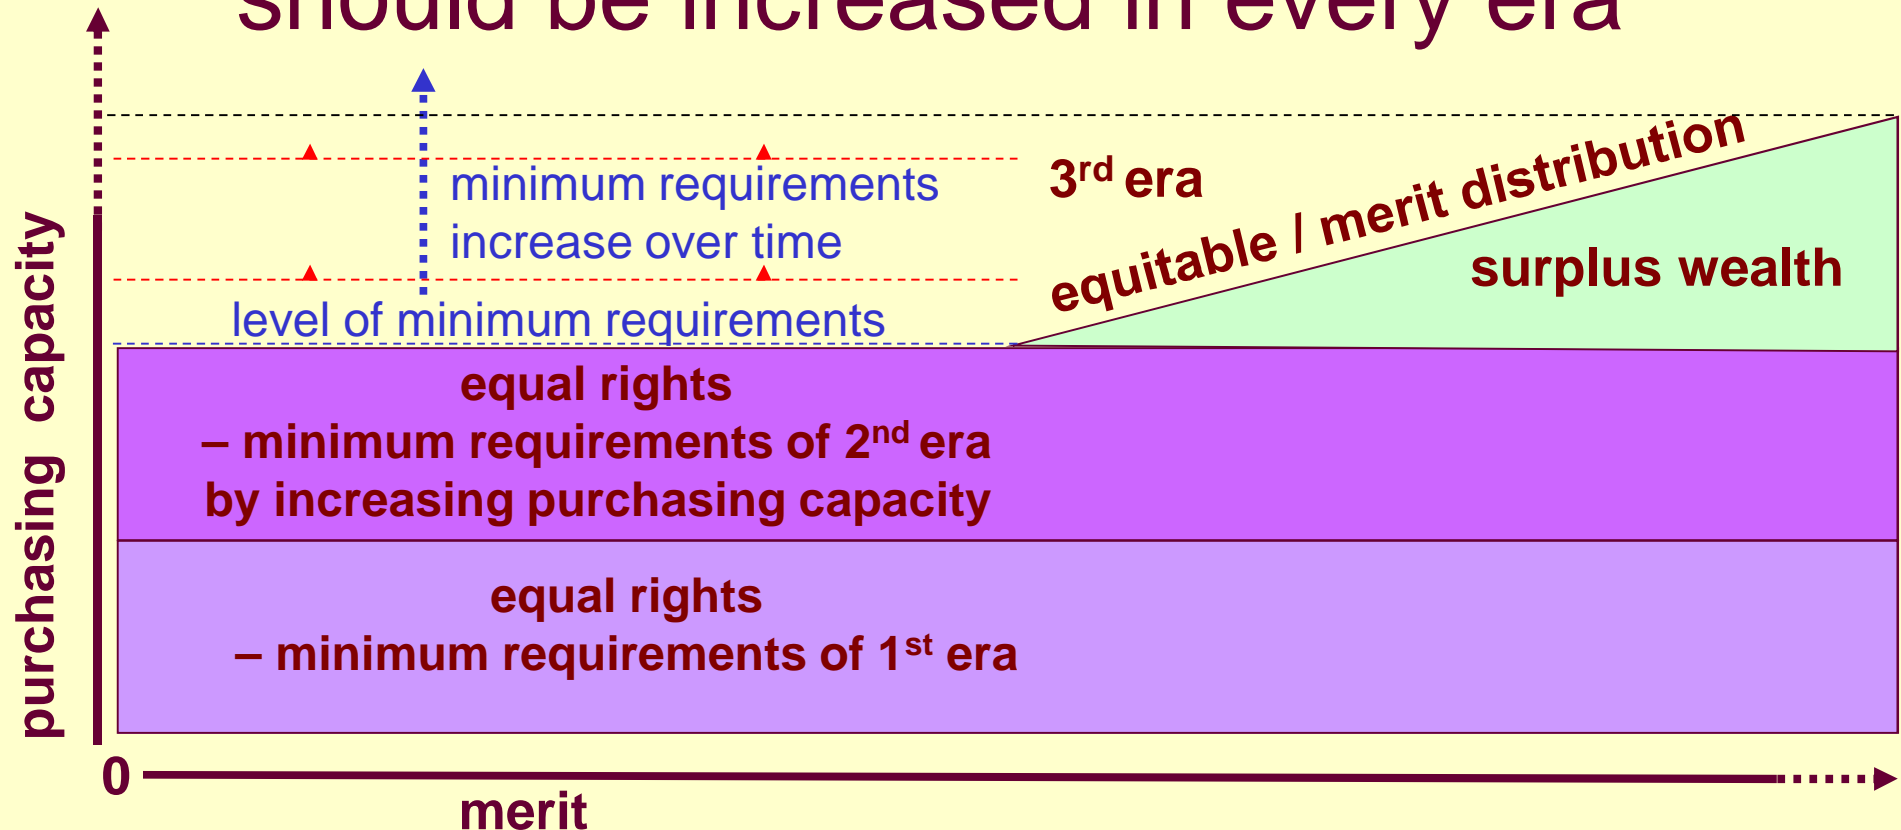 should be increased in every era
purchasing capacity
minimum requirements
increase over time
level of minimum requirements
3rd era
equitable / merit distribution
surplus wealth
equal rights
– minimum requirements of 2nd era
by increasing purchasing capacity
equal rights
– minimum requirements of 1st era
0
merit